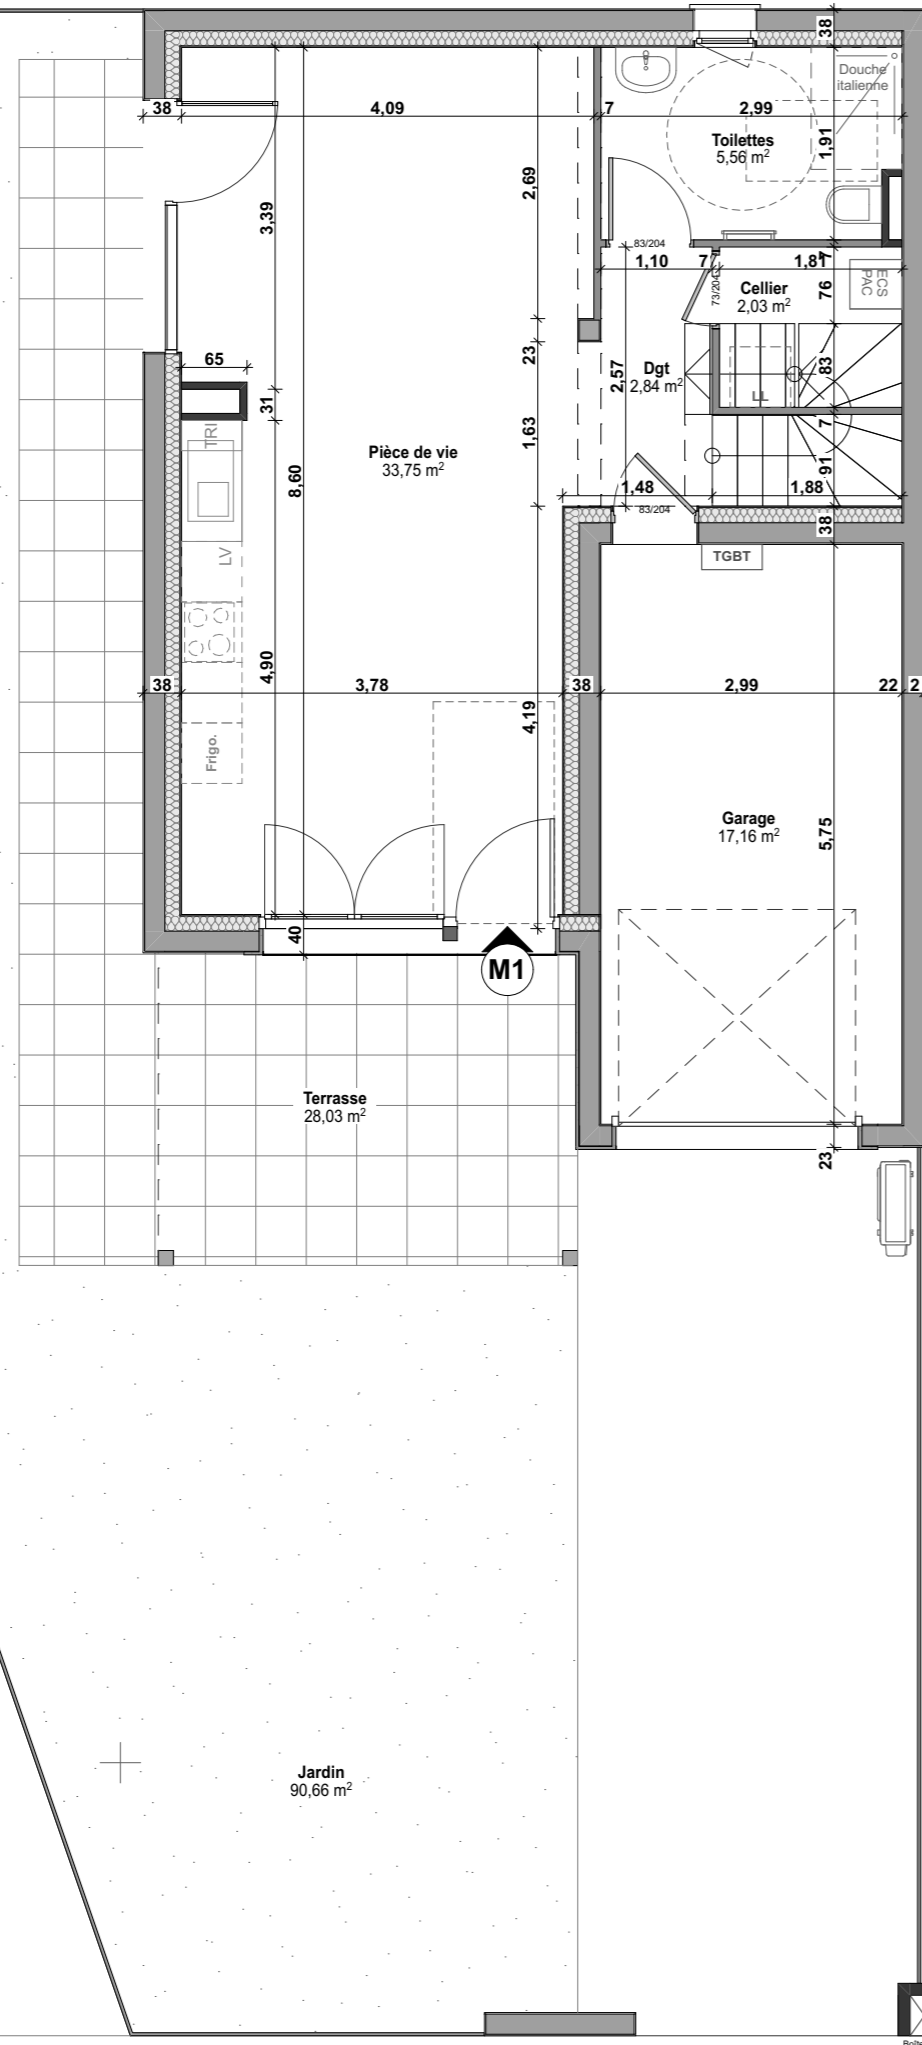 38
Douche
italienne
38
4,09
7
2,99
Toilettes
5,56 m²
1,91
2,69
3,39
83/204
1,10
7
1,81
7
Cellier
2,03 m²
76
ECS
PAC
73/204
65
31
23
2,57
Dgt
2,84 m²
83
LL
TRI
Pièce de vie
33,75 m²
8,60
1,63
7
91
1,48
1,88
83/204
38
LV
TGBT
4,90
38
3,78
38
2,99
22
2
4,19
Frigo.
Garage
17,16 m²
5,75
40
M1
Terrasse
28,03 m²
23
Jardin
90,66 m²